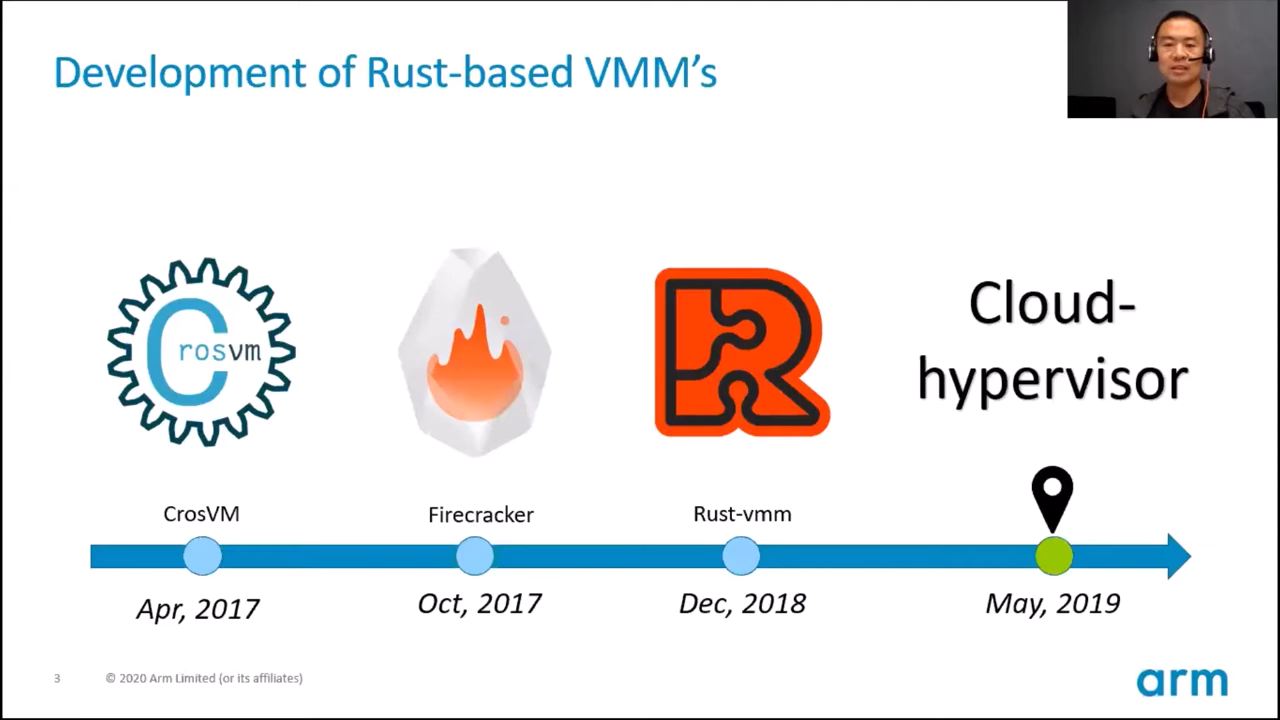 Development of Rust-based VMM’s
Crosvm
Cloud-
hypervisor
CrosVM
Firecracker
Rust-vmm
Apr, 2017
Oct, 2017
Dec, 2018
May, 2019
3
© 2020 Arm Limited (or its affiliates)
arm